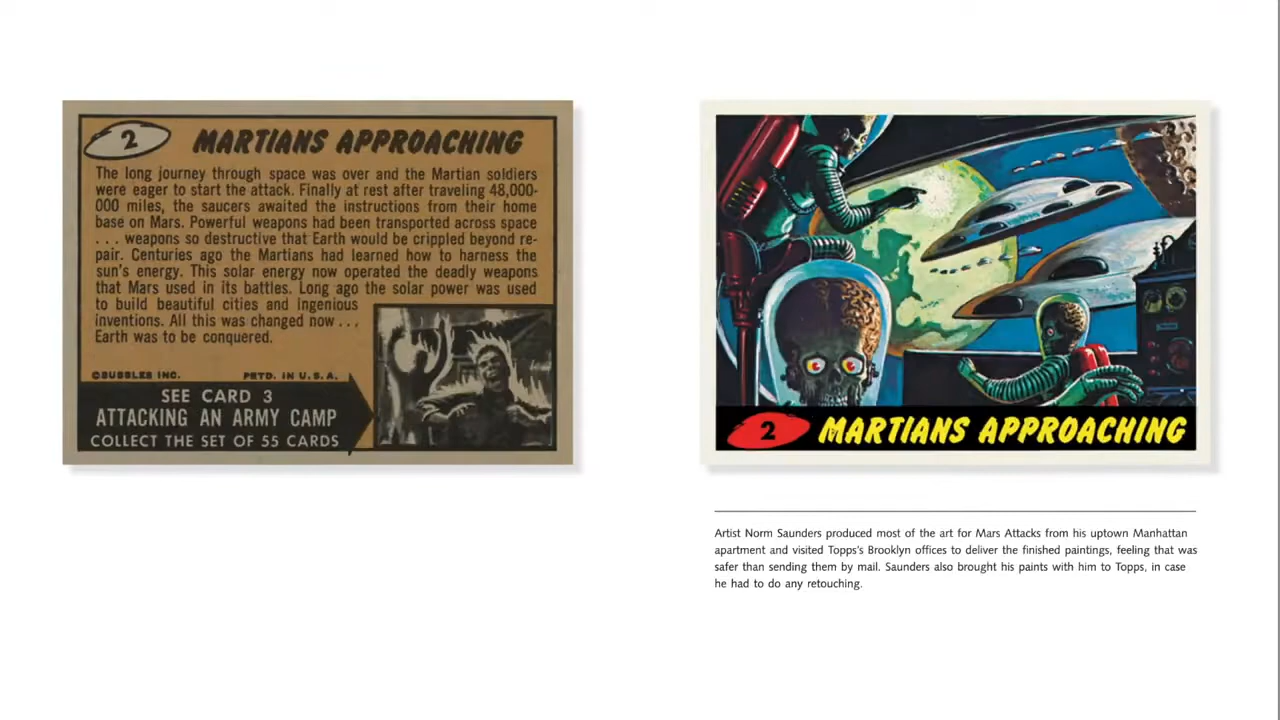 2
MARTIANS APPROACHING
The long journey through space was over and the Martian soldiers
were eager to start the attack. Finally at rest after traveling 48,000-
000 miles, the saucers awaited the instructions from their home
base on Mars. Powerful weapons had been transported across space
. . . weapons so destructive that Earth would be crippled beyond re-
pair. Centuries ago the Martians had learned how to harness the
sun's energy. This solar energy now operated the deadly weapons
that Mars used in its battles. Long ago the solar power was used
to build beautiful cities and ingenious
inventions. All this was changed now . . .
Earth was to be conquered.
©BUBBLES INC. PRTD. IN U.S.A.
SEE CARD 3
ATTACKING AN ARMY CAMP
COLLECT THE SET OF 55 CARDS
2 MARTIANS APPROACHING
Artist Norm Saunders produced most of the art for Mars Attacks from his uptown Manhattan
apartment and visited Topps's Brooklyn offices to deliver the finished paintings, feeling that was
safer than sending them by mail. Saunders also brought his paints with him to Topps, in case
he had to do any retouching.